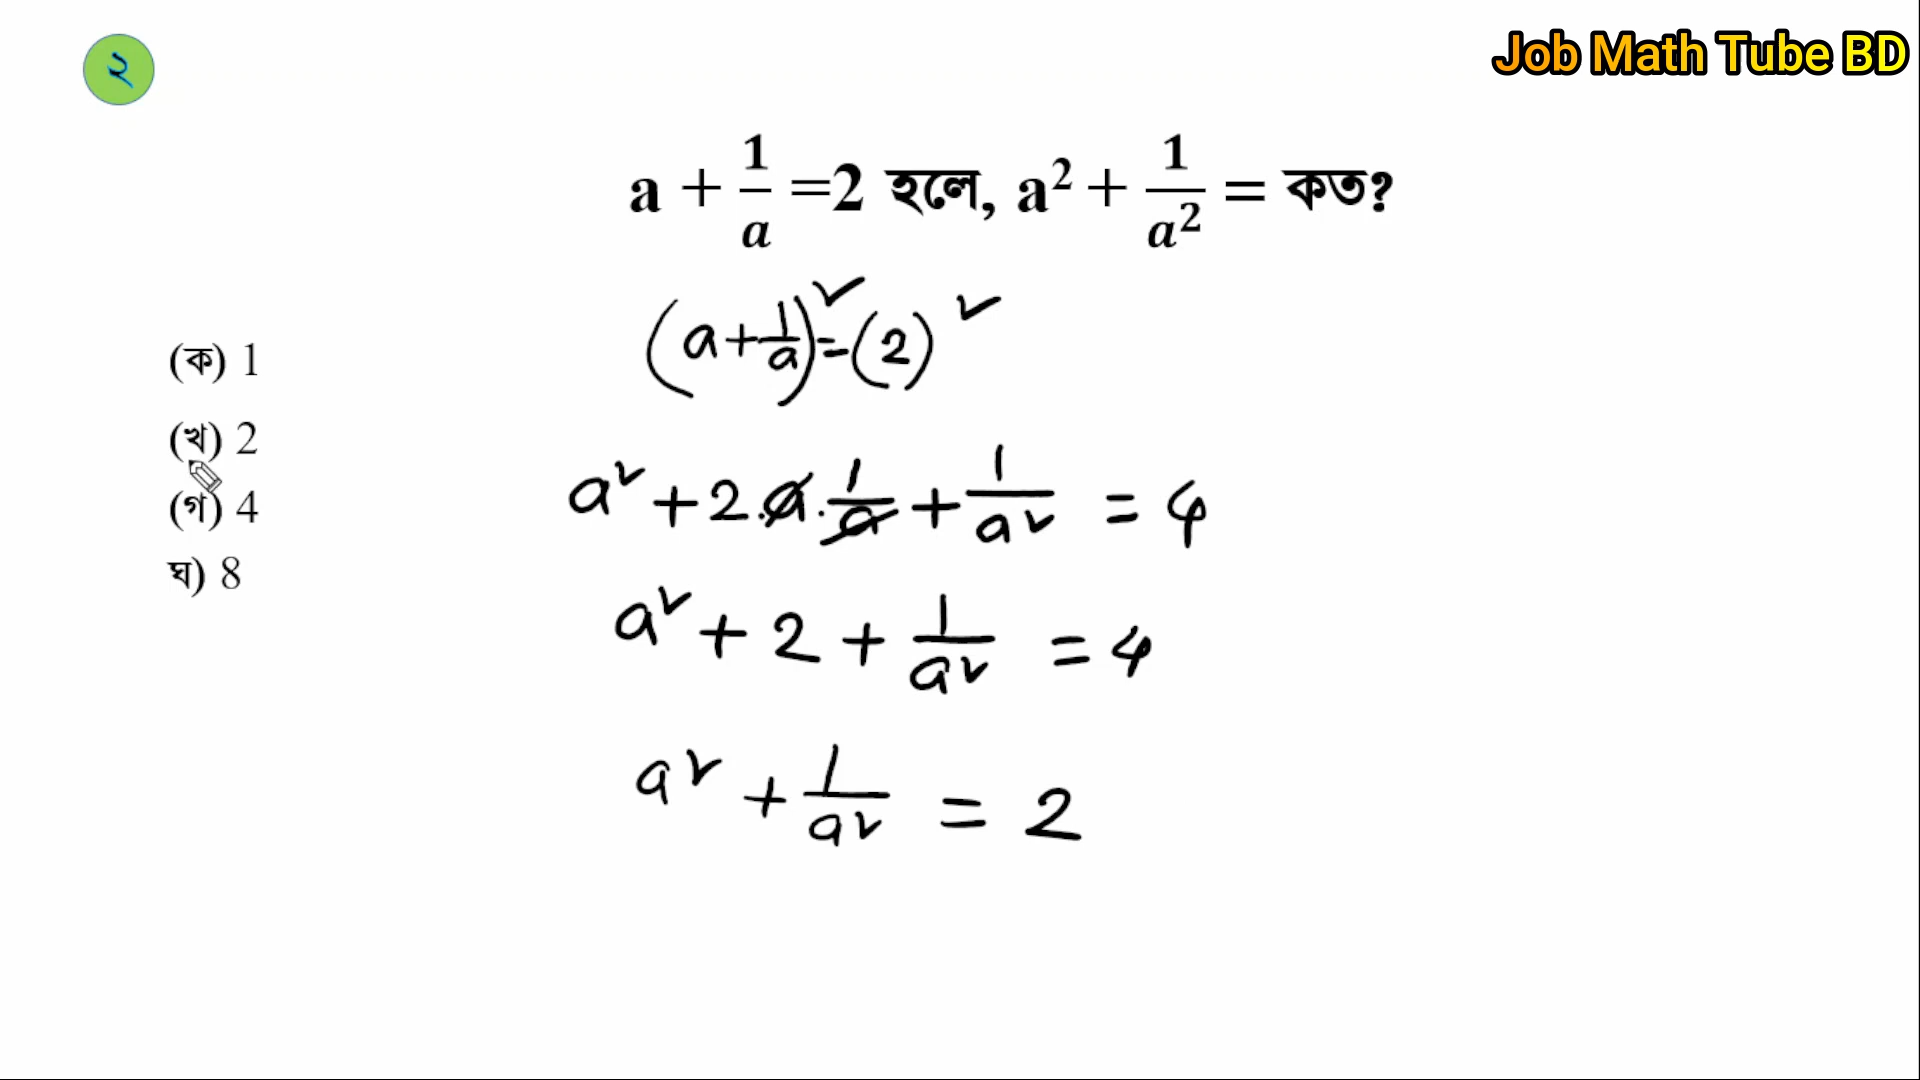 ২
Job Math Tube BD
a + 1/a =2 হলে, a² + 1/a² = কত?
(a + 1/a)² = (2)²
(ক) 1
(খ) 2
a² + 2.a.1/a + 1/a² = 4
(গ) 4
ঘ) 8
a² + 2 + 1/a² = 4
a² + 1/a² = 2